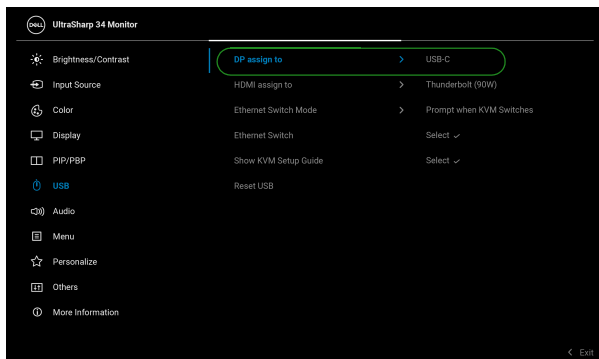 DELL UltraSharp 34 Monitor
Brightness/Contrast DP assign to > USB-C
Input Source HDMI assign to > Thunderbolt (90W)
Color Ethernet Switch Mode > Prompt when KVM Switches
Display Ethernet Switch Select ✓
PIP/PBP Show KVM Setup Guide Select ✓
USB Reset USB
Audio
Menu
Personalize
Others
More Information
< Exit